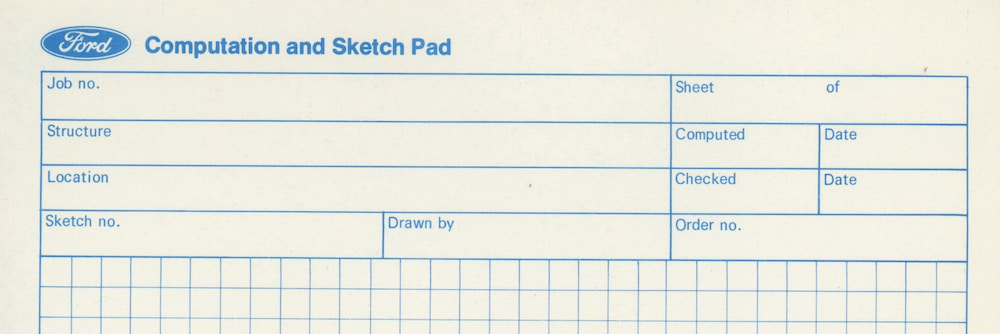 Ford Computation and Sketch Pad
Job no. Sheet of
Structure Computed Date
Location Checked Date
Sketch no. Drawn by Order no.